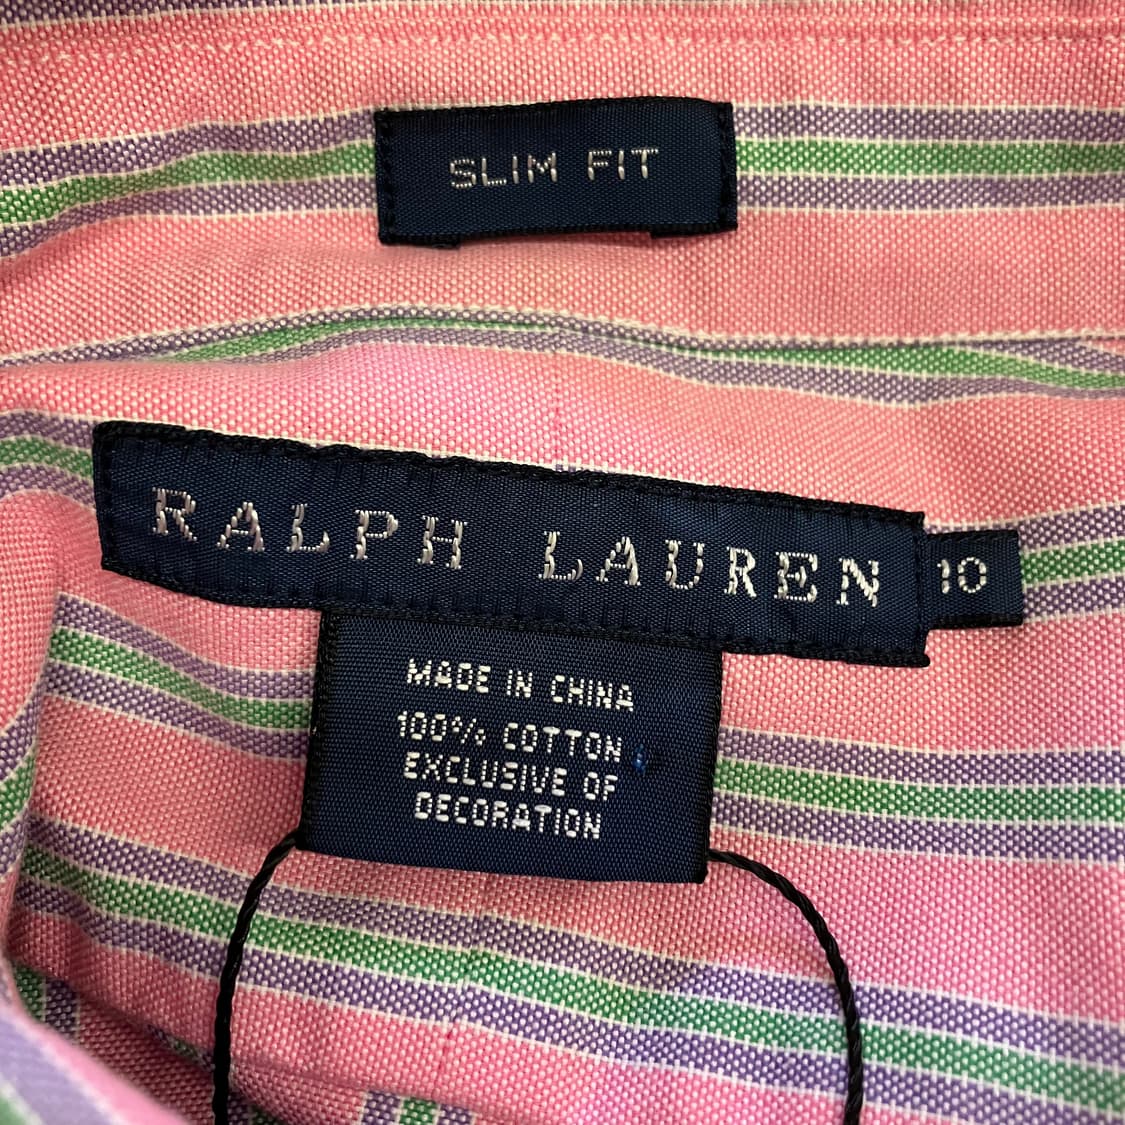 SLIM FIT
RALPH LAUREN 10
MADE IN CHINA
100% COTTON
EXCLUSIVE OF
DECORATION